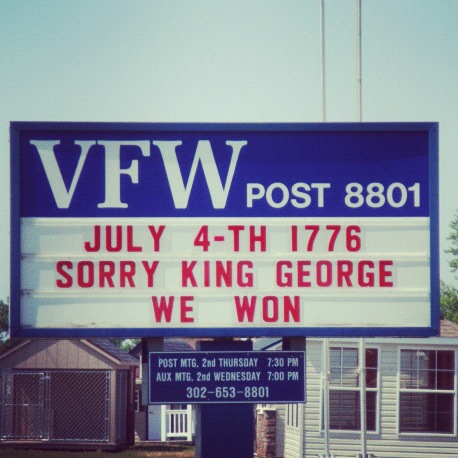 VFW POST 8801
JULY 4-TH 1776
SORRY KING GEORGE
WE WON
POST MTG, 2nd THURSDAY 7:30 PM
AUX MTG, 2nd WEDNESDAY 7:00 PM
302-653-8801